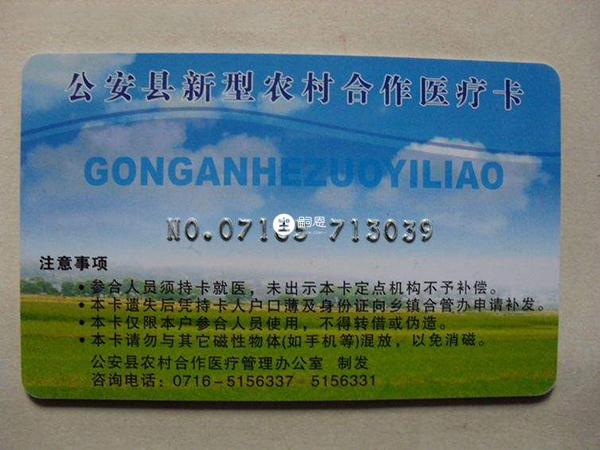 公安县新型农村合作医疗卡
GONGANHEZUOYILIAO
NO.07165 713039
嗣恩
注意事项
•参合人员须持卡就医，未出示本卡定点机构不予补偿。
•本卡遗失后凭持卡人户口薄及身份证向乡镇合管办申请补发。
•本卡仅限本户参合人员使用，不得转借或伪造。
•本卡请勿与其它磁性物体(如手机等)混放，以免消磁。
公安县农村合作医疗管理办公室 制发
咨询电话：0716-5156337 5156331